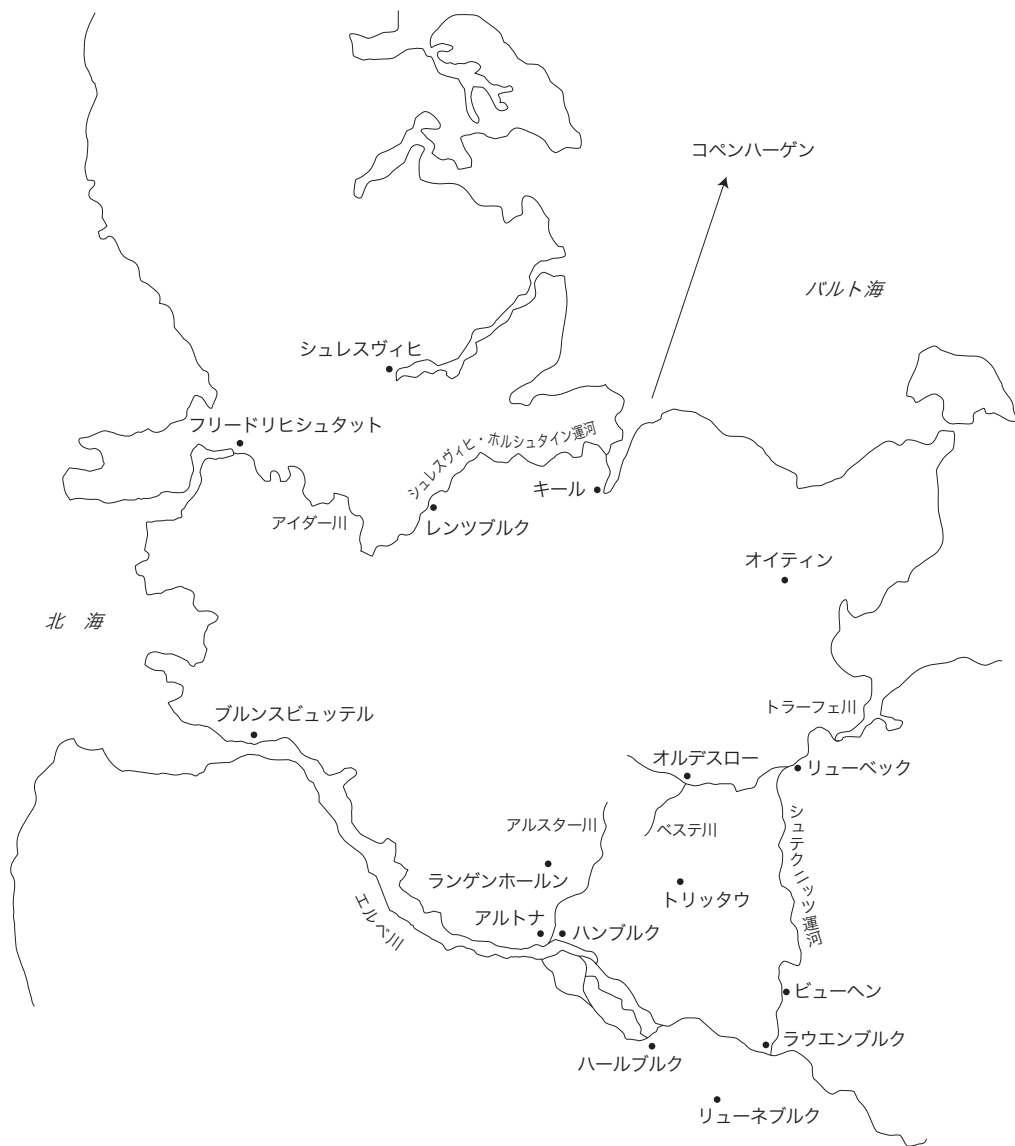 コペンハーゲン
バルト海
シュレスヴィヒ
フリードリヒシュタット
シュレスヴィヒ・ホルシュタイン運河
キール
レンツブルク
アイダー川
オイティン
北 海
トラーフェ川
ブルンスビュッテル
オルデスロー
リューベック
アルスター川
ベステ川
シュテクニッツ運河
ランゲンホールン
トリッタウ
エルベ川
アルトナ
ハンブルク
ビューヘン
ラウエンブルク
ハールブルク
リューネブルク